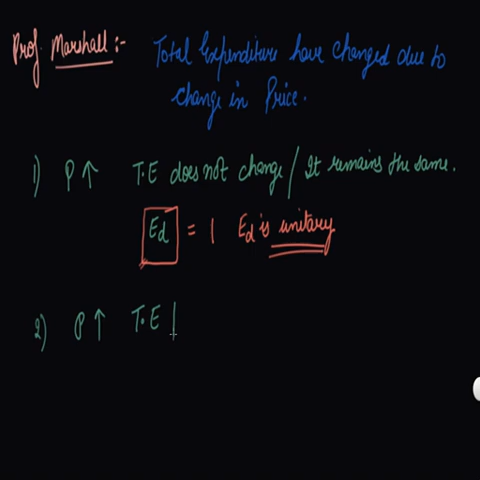 Prof Marshall :- Total Expenditure have changed due to
change in Price.
1) P↑ T.E does not change / It remains the same.
Ed = 1 Ed is unitary
2) P↑ T.E